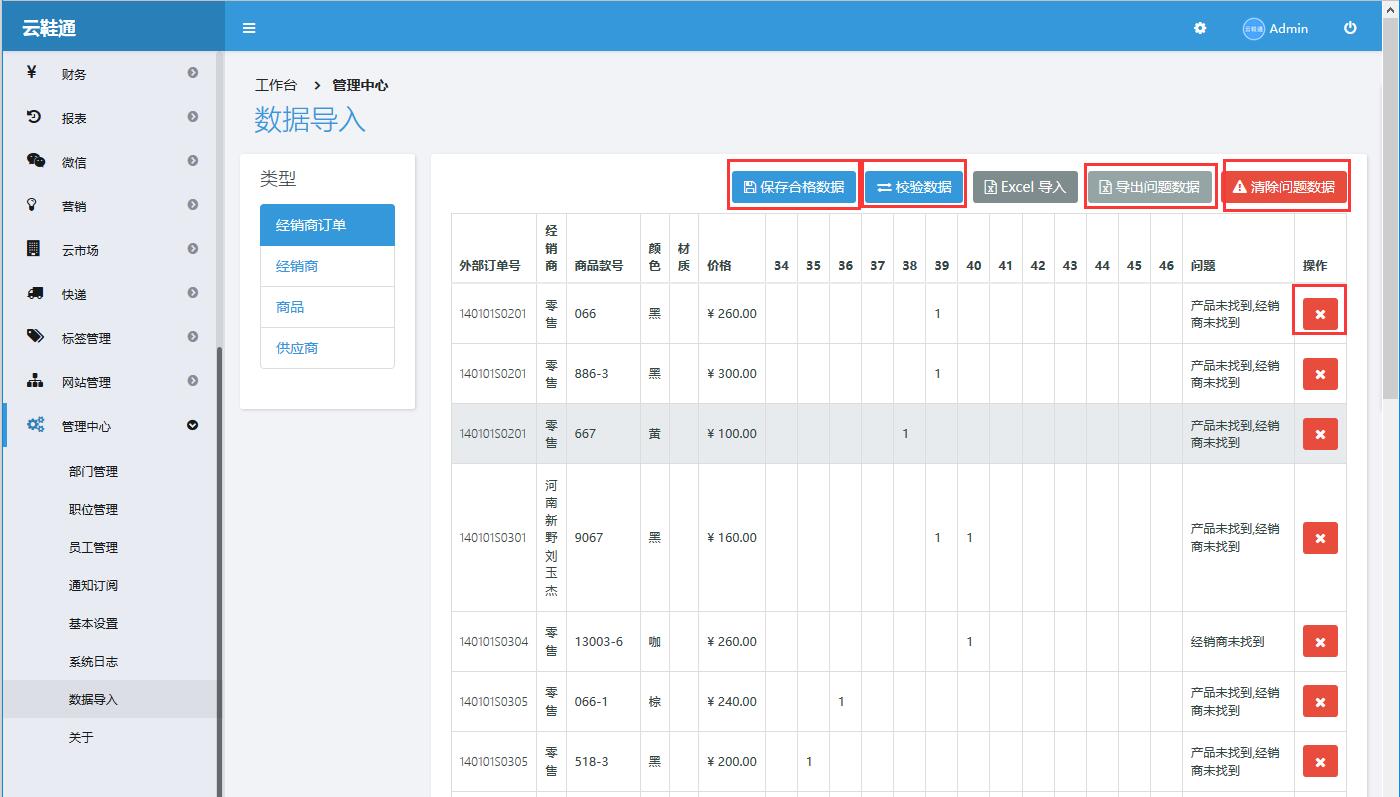 云鞋通
云鞋通 Admin
¥ 财务
报表
微信
营销
云市场
快递
标签管理
网站管理
管理中心
部门管理
职位管理
员工管理
通知订阅
基本设置
系统日志
数据导入
关于
工作台 > 管理中心
数据导入
类型
经销商订单
经销商
商品
供应商
保存合格数据 校验数据 Excel 导入 导出问题数据 清除问题数据
外部订单号 经销商 商品款号 颜色 材质 价格 34 35 36 37 38 39 40 41 42 43 44 45 46 问题 操作
140101S0201 零售 066 黑 ¥ 260.00 1 产品未找到,经销商未找到
140101S0201 零售 886-3 黑 ¥ 300.00 1 产品未找到,经销商未找到
140101S0201 零售 667 黄 ¥ 100.00 1 产品未找到,经销商未找到
140101S0301 河南新野刘玉杰 9067 黑 ¥ 160.00 1 1 产品未找到,经销商未找到
140101S0304 零售 13003-6 咖 ¥ 260.00 1 经销商未找到
140101S0305 零售 066-1 棕 ¥ 240.00 1 产品未找到,经销商未找到
140101S0305 零售 518-3 黑 ¥ 200.00 1 产品未找到,经销商未找到